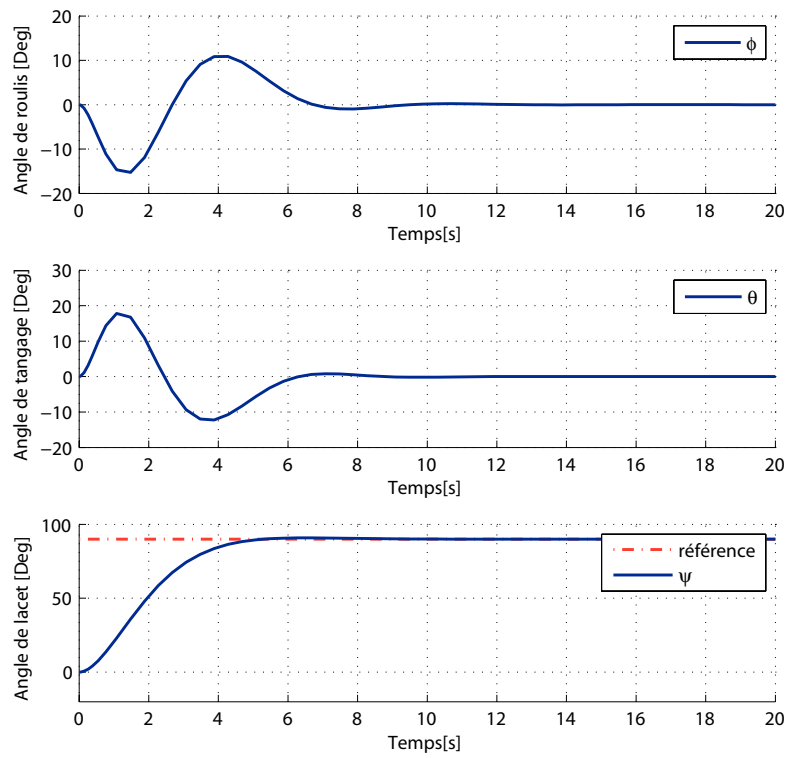 Angle de roulis [Deg]
20
10
0
−10
−20
ϕ
0 2 4 6 8 10 12 14 16 18 20
Temps[s]
Angle de tangage [Deg]
30
20
10
0
−10
−20
θ
0 2 4 6 8 10 12 14 16 18 20
Temps[s]
Angle de lacet [Deg]
100
50
0
référence
ψ
0 2 4 6 8 10 12 14 16 18 20
Temps[s]